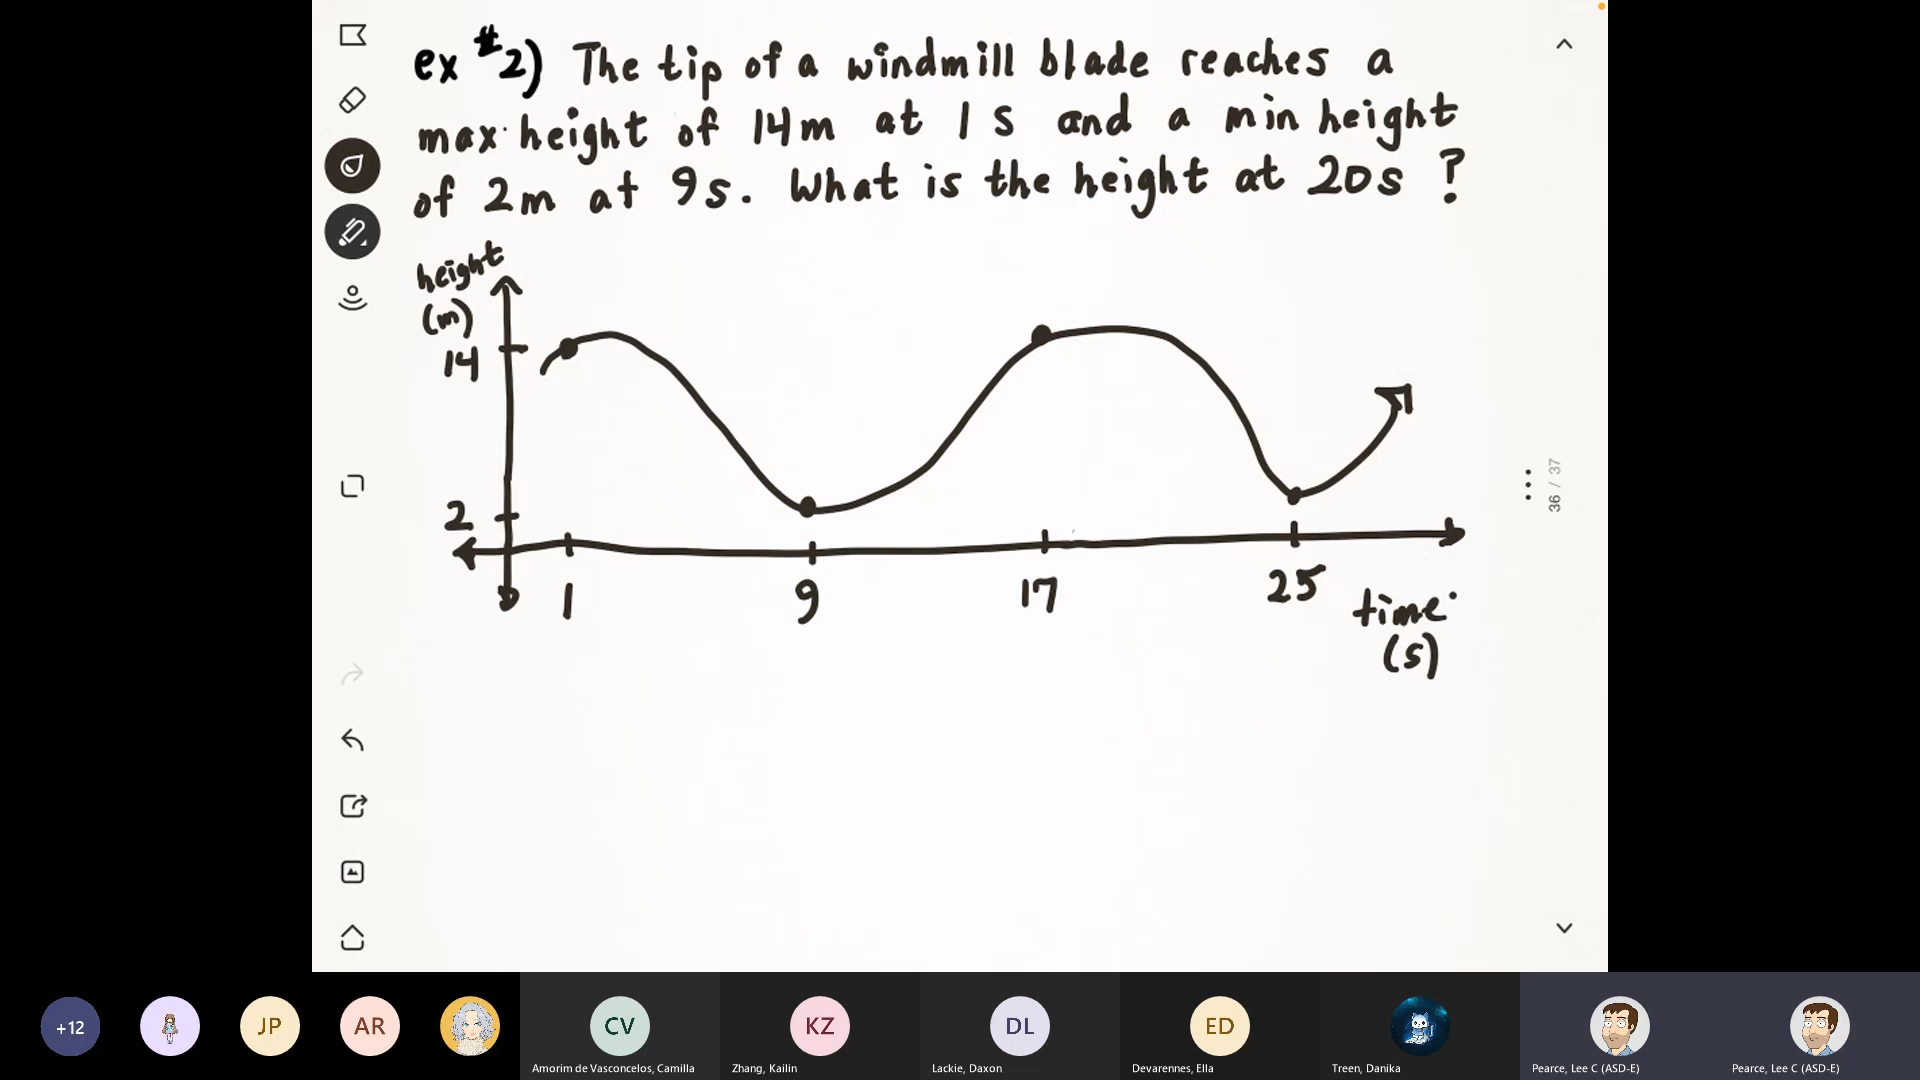 ex #2) The tip of a windmill blade reaches a
max height of 14m at 1 s and a min height
of 2m at 9s. What is the height at 20s ?
height
(m)
14
2
1
9
17
25
time
(s)
36 / 37
+12
JP
AR
CV
KZ
DL
ED
Amorim de Vasconcelos, Camilla
Zhang, Kailin
Lackie, Daxon
Devarennes, Ella
Treen, Danika
Pearce, Lee C (ASD-E)
Pearce, Lee C (ASD-E)